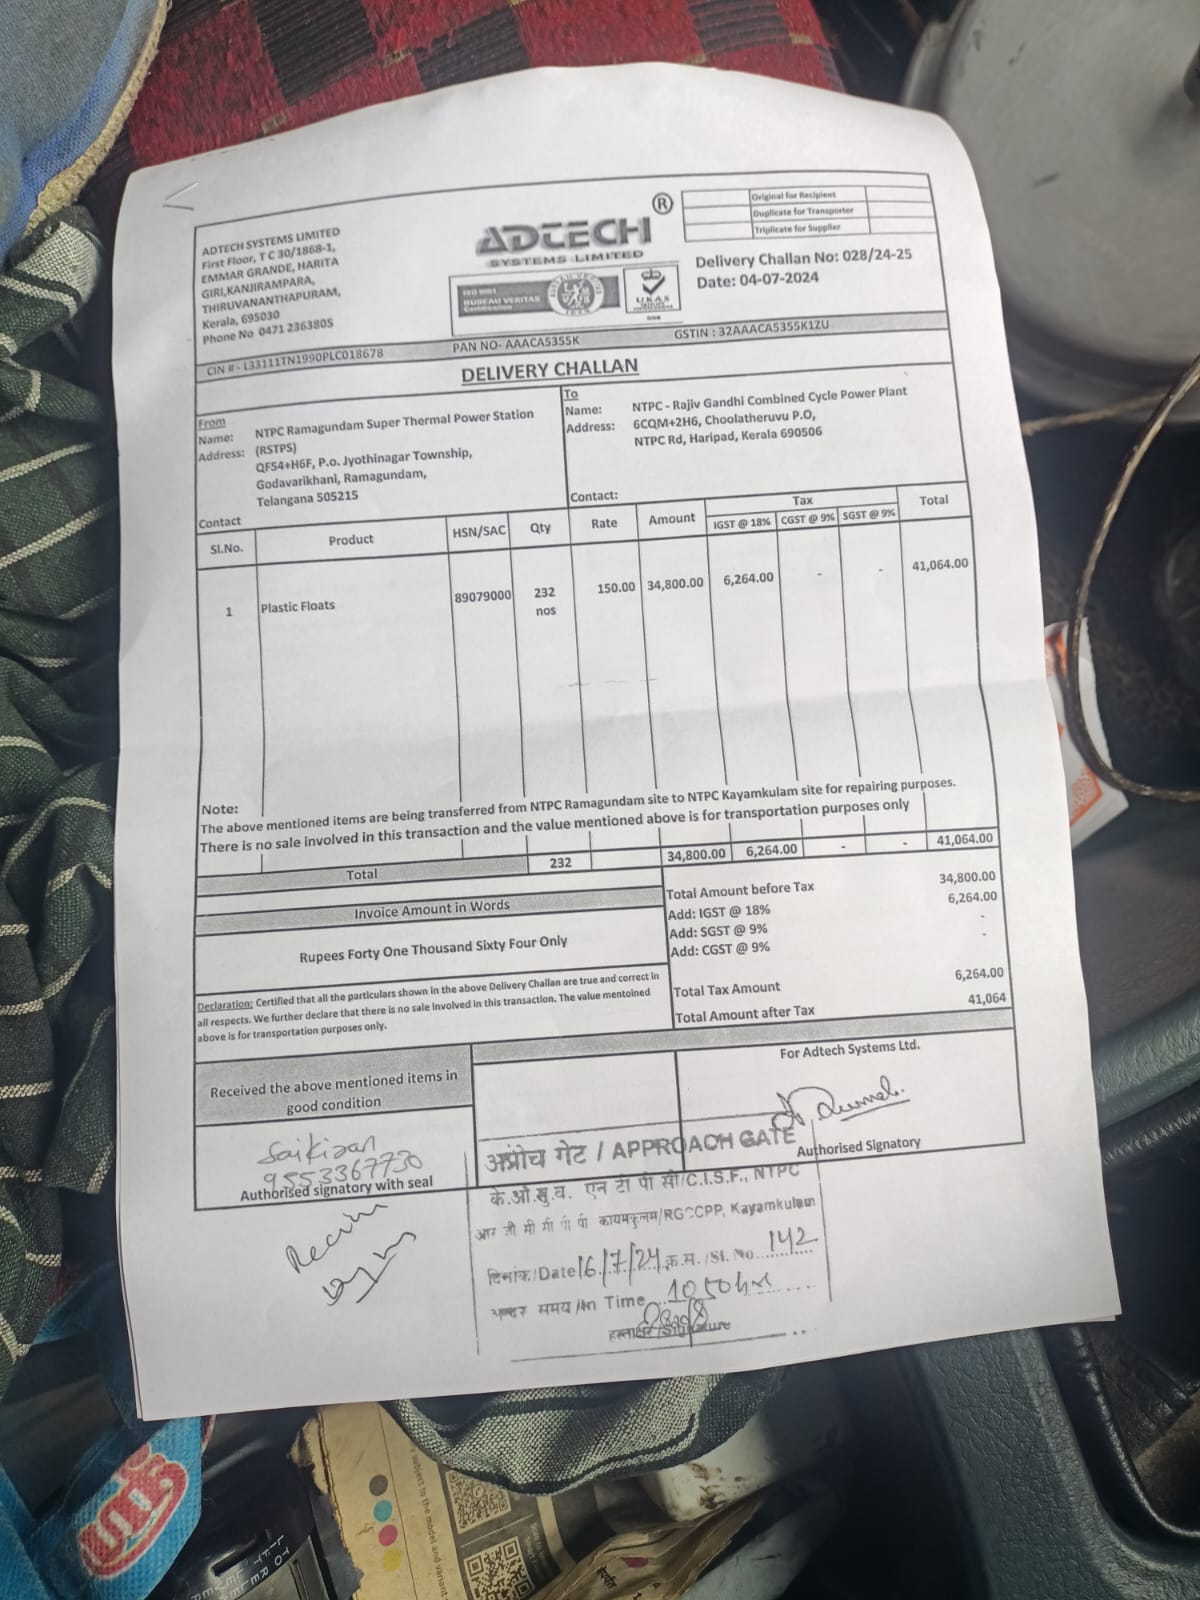 ADTECH SYSTEMS LIMITED
First Floor, T C 30/1868-1,
EMMAR GRANDE, HARITA
GIRI,KANJIRAMPARA,
THIRUVANANTHAPURAM,
Kerala, 695030
Phone No 0471 2363805
ADTECH ®
SYSTEMS LIMITED
ISO 9001
BUREAU VERITAS
Certification
UKAS
Original for Recipient
Duplicate for Transporter
Triplicate for Supplier
Delivery Challan No: 028/24-25
Date: 04-07-2024
CIN # - L33111TN1990PLC018678 PAN NO- AAACA5355K GSTIN : 32AAACA5355K1ZU
DELIVERY CHALLAN
From
Name: NTPC Ramagundam Super Thermal Power Station
Address: (RSTPS)
QF54+H6F, P.o. Jyothinagar Township,
Godavarikhani, Ramagundam,
Telangana 505215
Contact
To
Name: NTPC - Rajiv Gandhi Combined Cycle Power Plant
Address: 6CQM+2H6, Choolatheruvu P.O,
NTPC Rd, Haripad, Kerala 690506
Contact:
Sl.No. Product HSN/SAC Qty Rate Amount Tax Total
IGST @ 18% CGST @ 9% SGST @ 9%
1 Plastic Floats 89079000 232 150.00 34,800.00 6,264.00 - - 41,064.00
nos
Note:
The above mentioned items are being transferred from NTPC Ramagundam site to NTPC Kayamkulam site for repairing purposes.
There is no sale involved in this transaction and the value mentioned above is for transportation purposes only
Total 232 34,800.00 6,264.00 - - 41,064.00
Invoice Amount in Words
Rupees Forty One Thousand Sixty Four Only
Total Amount before Tax 34,800.00
Add: IGST @ 18% 6,264.00
Add: SGST @ 9% -
Add: CGST @ 9% -
Total Tax Amount 6,264.00
Total Amount after Tax 41,064
Declaration: Certified that all the particulars shown in the above Delivery Challan are true and correct in
all respects. We further declare that there is no sale involved in this transaction. The value mentoined
above is for transportation purposes only.
Received the above mentioned items in
good condition
For Adtech Systems Ltd.
Saikiran
9553367730
Authorised signatory with seal
Authorised Signatory
अप्रोच गेट / APPROACH GATE
के.औ.सु.व. एन टी पी सी/C.I.S.F., NTPC
आर जी सी सी पी पी कायमकुलम/RGCCPP, Kayamkulam
दिनांक/Date 16/7/24 क्र.म./Sl. No. 142
अन्दर समय/In Time 1050hrs
हस्ताक्षर/Signature
subject to the model and variant